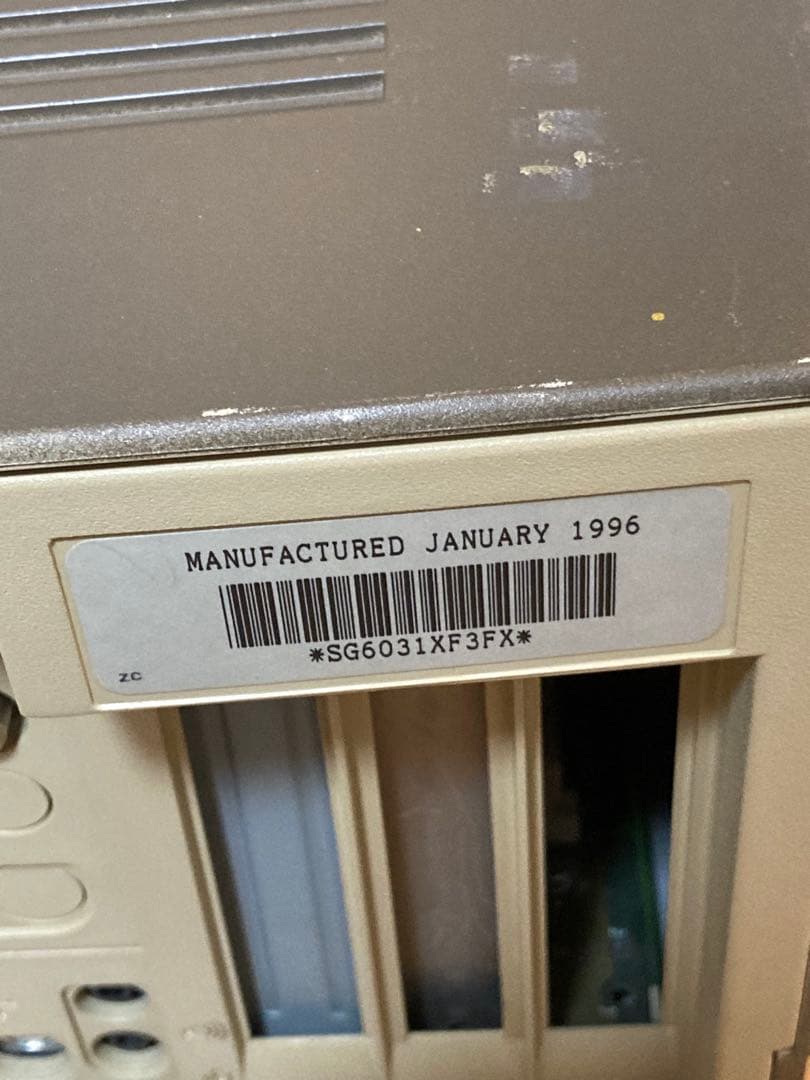 MANUFACTURED JANUARY 1996
*SG6031XF3FX*
ZC